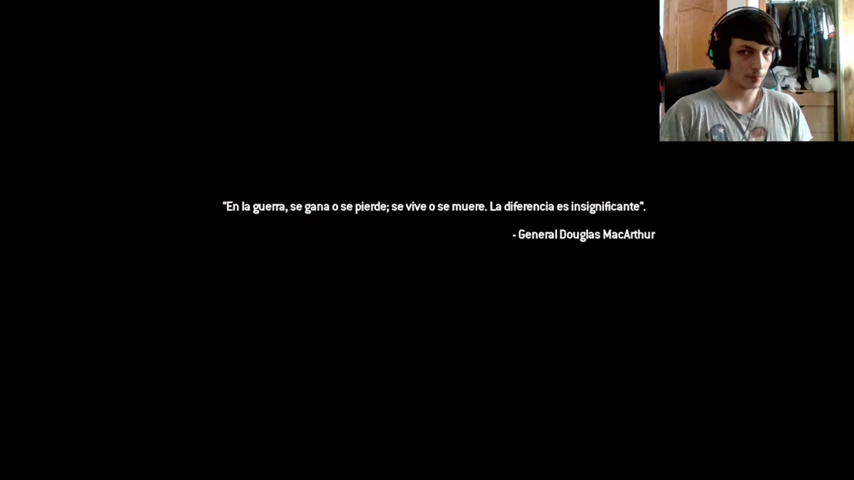 "En la guerra, se gana o se pierde; se vive o se muere. La diferencia es insignificante".
- General Douglas MacArthur